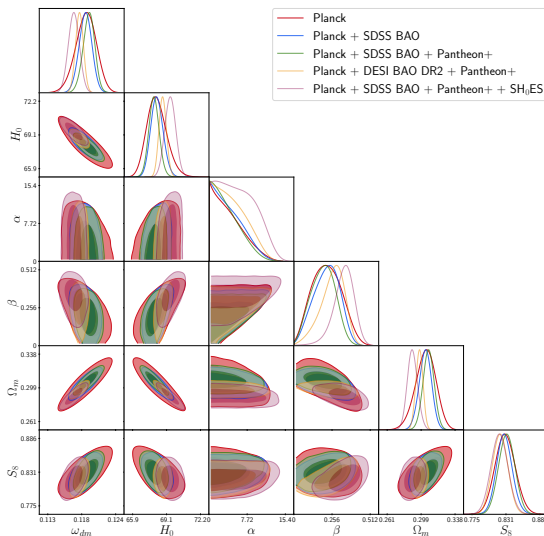 Planck
Planck + SDSS BAO
Planck + SDSS BAO + Pantheon+
Planck + DESI BAO DR2 + Pantheon+
Planck + SDSS BAO + Pantheon+ + SH₀ES
72.2
69.1
65.9
H₀
15.4
7.72
0
α
0.512
0.256
0
β
0.338
0.299
0.261
Ωₘ
0.886
0.831
0.775
S₈
0.113 0.118 0.124
65.9 69.1 72.20
7.72 15.40
0.256 0.512
0.261 0.299 0.338
0.775 0.831 0.88
ω_dm H₀ α β Ωₘ S₈